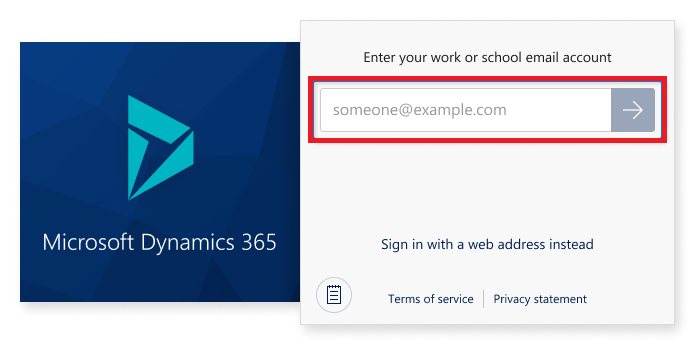 Microsoft Dynamics 365
Enter your work or school email account
someone@example.com
Sign in with a web address instead
Terms of service
Privacy statement